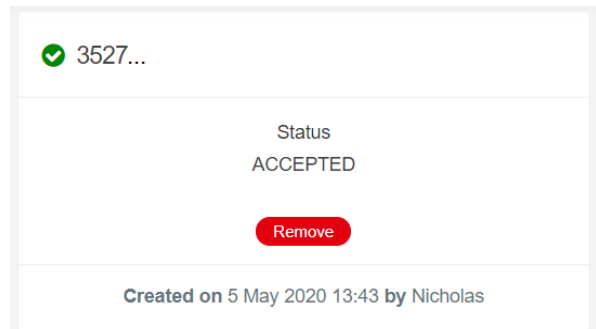 3527...
Status
ACCEPTED
Remove
Created on 5 May 2020 13:43 by Nicholas